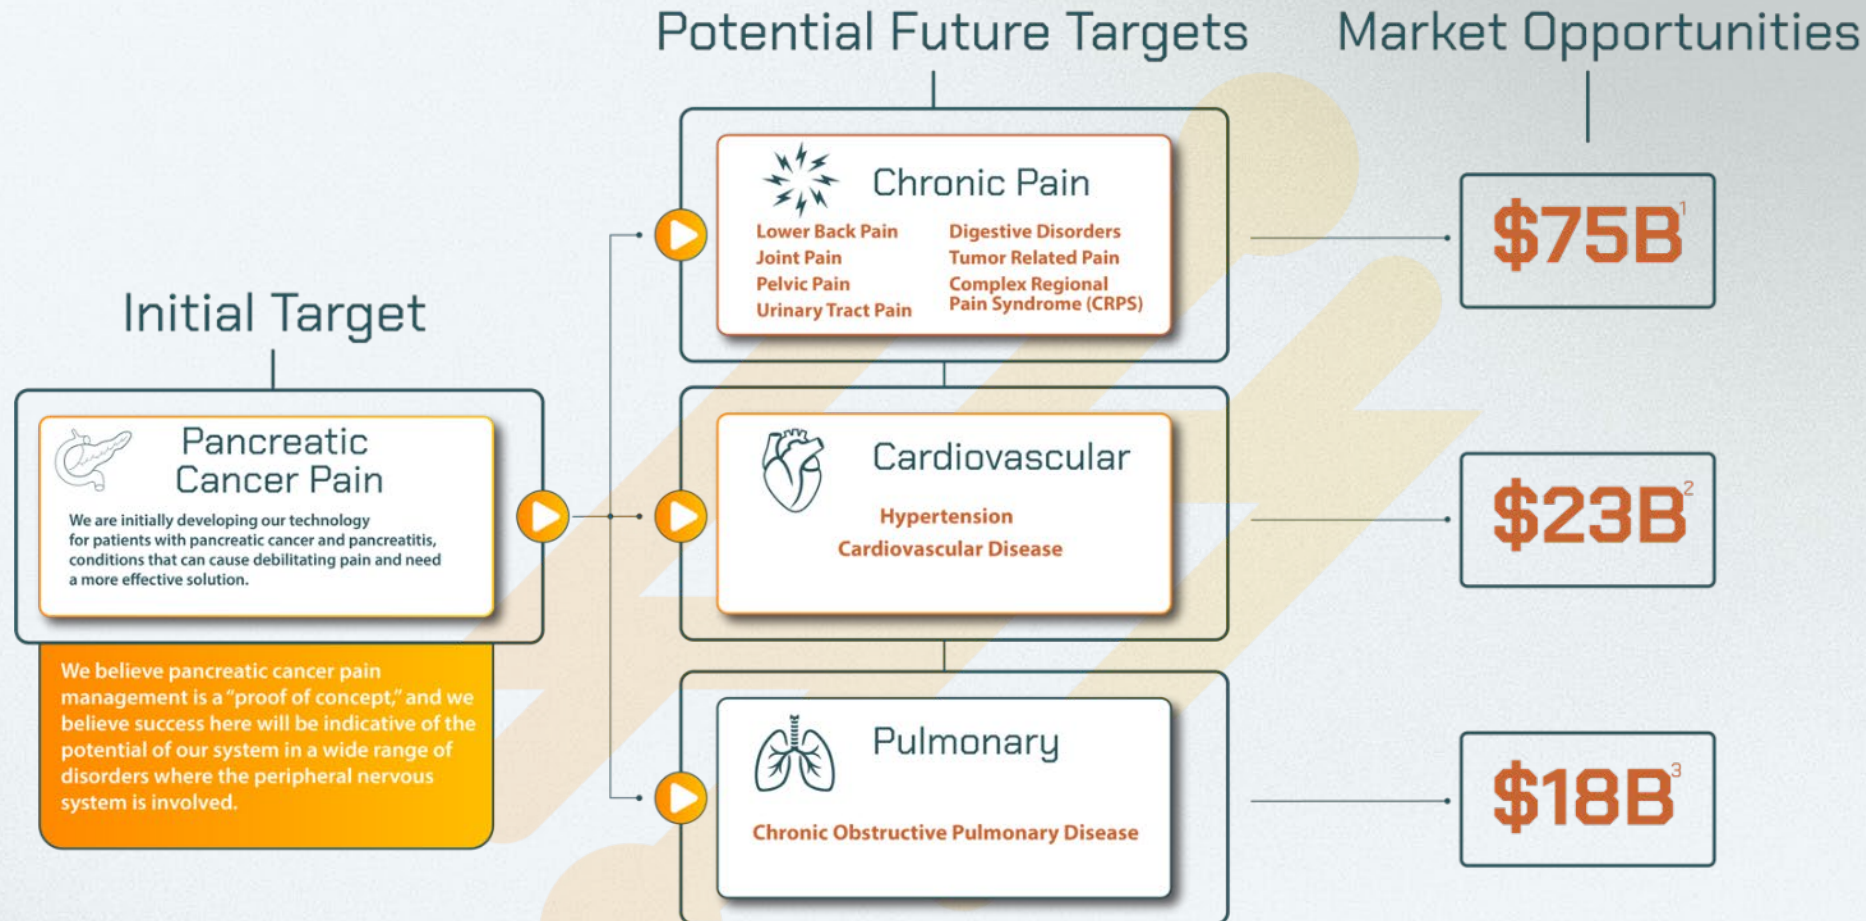 Potential Future Targets
Market Opportunities
Initial Target
Pancreatic
Cancer Pain
We are initially developing our technology
for patients with pancreatic cancer and pancreatitis,
conditions that can cause debilitating pain and need
a more effective solution.
We believe pancreatic cancer pain
management is a "proof of concept," and we
believe success here will be indicative of the
potential of our system in a wide range of
disorders where the peripheral nervous
system is involved.
Chronic Pain
Lower Back Pain
Joint Pain
Pelvic Pain
Urinary Tract Pain
Digestive Disorders
Tumor Related Pain
Complex Regional
Pain Syndrome (CRPS)
$75B¹
Cardiovascular
Hypertension
Cardiovascular Disease
$23B²
Pulmonary
Chronic Obstructive Pulmonary Disease
$18B³